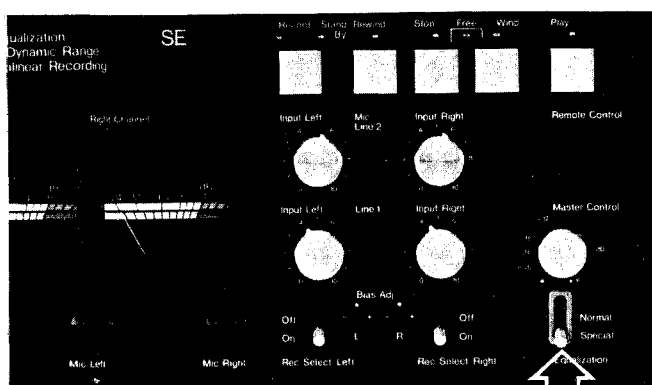 ualization
SE
Dynamic Range
alinear Recording
Record
Stand By
Rewind
Stop
Free
Wind
Play
Right Channel
Input Left
Mic
Line 2
Input Right
Remote Control
Input Left
Line 1
Input Right
Master Control
Bias Adj
Off
On
L
R
Off
On
Normal
Special
Mic Left
Mic Right
Rec Select Left
Rec Select Right
Equalization